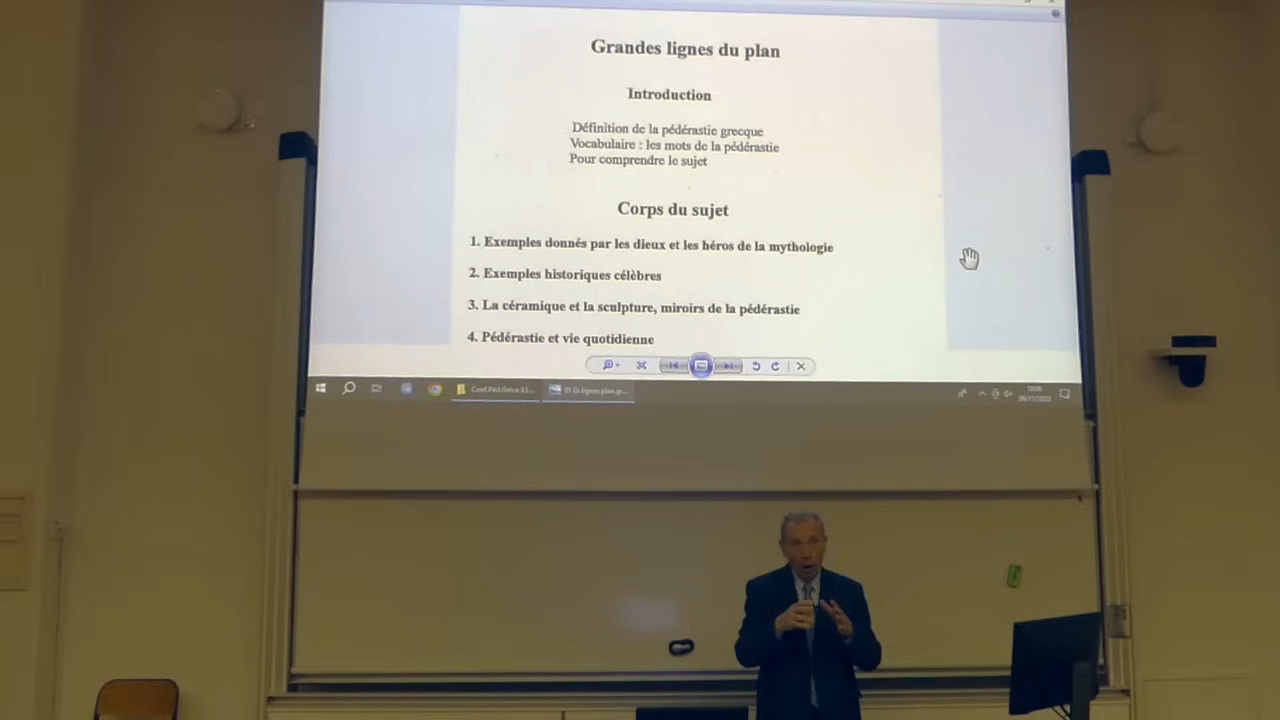 Grandes lignes du plan
Introduction
Définition de la pédérastie grecque
Vocabulaire : les mots de la pédérastie
Pour comprendre le sujet
Corps du sujet
1. Exemples donnés par les dieux et les héros de la mythologie
2. Exemples historiques célèbres
3. La céramique et la sculpture, miroirs de la pédérastie
4. Pédérastie et vie quotidienne